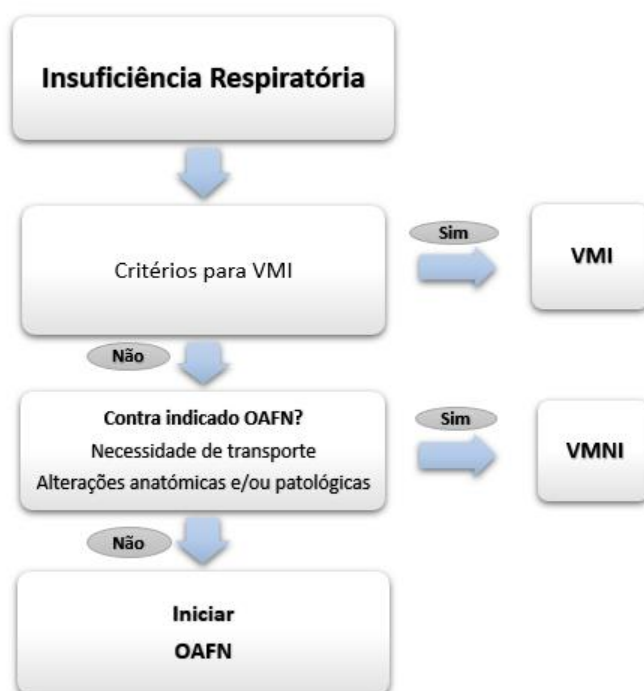 Insuficiência Respiratória
Critérios para VMI
Sim
VMI
Não
Contra indicado OAFN?
Necessidade de transporte
Alterações anatómicas e/ou patológicas
Sim
VMNI
Não
Iniciar
OAFN